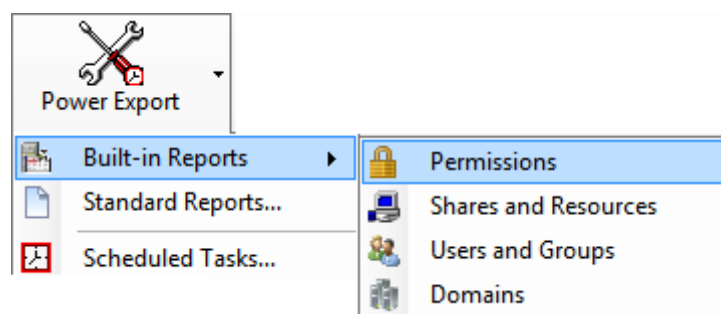 Power Export
Built-in Reports
Standard Reports...
Scheduled Tasks...
Permissions
Shares and Resources
Users and Groups
Domains